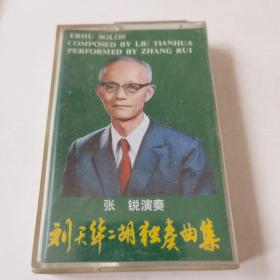 ERHU SOLOS
COMPOSED BY LIU TIANHUA
PERFORMED BY ZHANG RUI
张 锐演奏
刘天华二胡独奏曲集